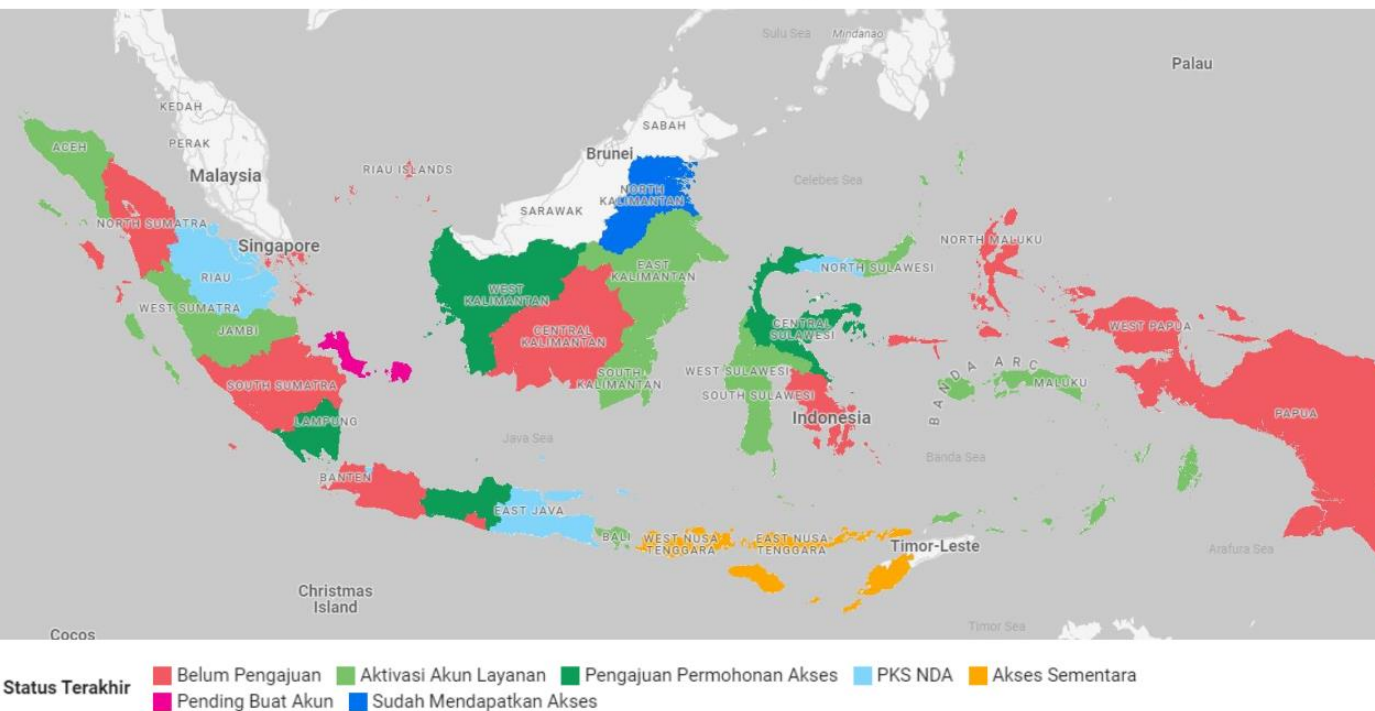 Sulu Sea
Mindanao
Palau
KEDAH
SABAH
ACEH
PERAK
Brunei
Malaysia
RIAU ISLANDS
Celebes Sea
NORTH
KALIMANTAN
SARAWAK
NORTH SUMATRA
Singapore
NORTH MALUKU
RIAU
EAST
KALIMANTAN
NORTH SULAWESI
WEST
KALIMANTAN
WEST SUMATRA
JAMBI
CENTRAL
KALIMANTAN
CENTRAL
SULAWESI
WEST PAPUA
SOUTH SUMATRA
SOUTH
KALIMANTAN
WEST SULAWESI
SOUTH SULAWESI
BANDA ARC
MALUKU
LAMPUNG
Indonesia
PAPUA
Java Sea
Banda Sea
BANTEN
EAST JAVA
BALI
WEST NUSA
TENGGARA
EAST NUSA
TENGGARA
Timor-Leste
Arafura Sea
Christmas
Island
Timor Sea
Cocos
Status Terakhir
Belum Pengajuan Aktivasi Akun Layanan Pengajuan Permohonan Akses PKS NDA Akses Sementara
Pending Buat Akun Sudah Mendapatkan Akses